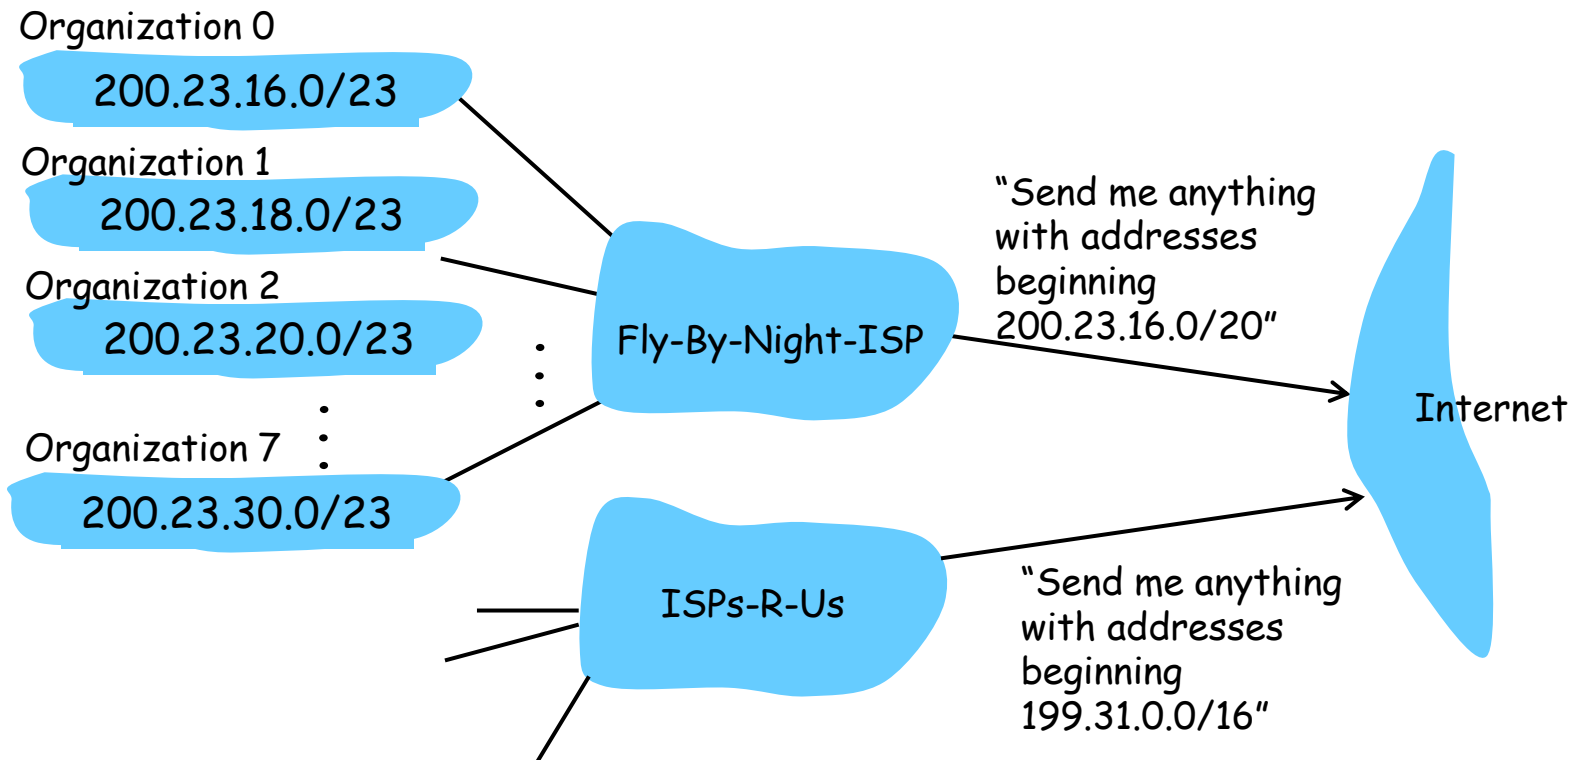 Organization 0
200.23.16.0/23
Organization 1
200.23.18.0/23
Organization 2
200.23.20.0/23
Organization 7
200.23.30.0/23
Fly-By-Night-ISP
“Send me anything
with addresses
beginning
200.23.16.0/20”
Internet
ISPs-R-Us
“Send me anything
with addresses
beginning
199.31.0.0/16”